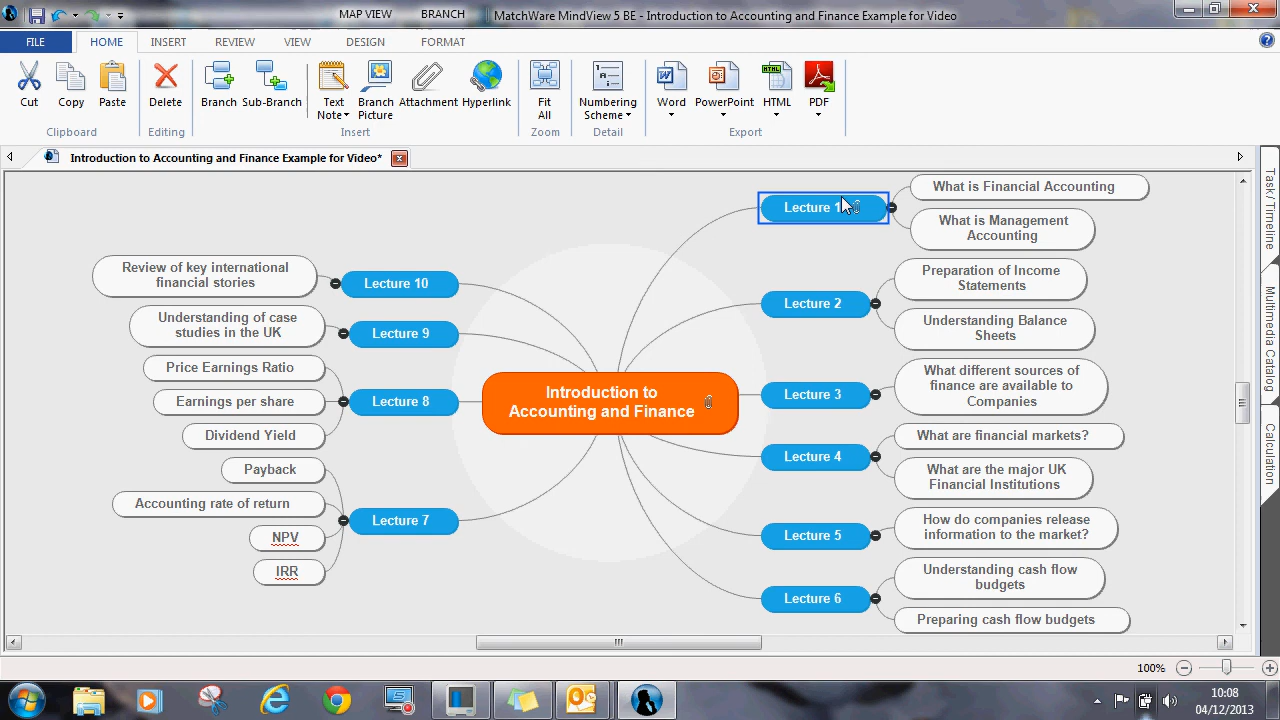 MAP VIEW
BRANCH
MatchWare MindView 5 BE - Introduction to Accounting and Finance Example for Video
FILE
HOME
INSERT
REVIEW
VIEW
DESIGN
FORMAT
Cut
Copy
Paste
Delete
Branch
Sub-Branch
Text
Note
Branch
Picture
Attachment
Hyperlink
Fit
All
Numbering
Scheme
Word
PowerPoint
HTML
PDF
Clipboard
Editing
Insert
Zoom
Detail
Export
Introduction to Accounting and Finance Example for Video*
Task / Timeline
Multimedia Catalog
Calculation
Lecture 1
What is Financial Accounting
What is Management
Accounting
Lecture 2
Preparation of Income
Statements
Understanding Balance
Sheets
Lecture 3
What different sources of
finance are available to
Companies
Lecture 4
What are financial markets?
What are the major UK
Financial Institutions
Lecture 5
How do companies release
information to the market?
Lecture 6
Understanding cash flow
budgets
Preparing cash flow budgets
Introduction to
Accounting and Finance
Lecture 10
Review of key international
financial stories
Lecture 9
Understanding of case
studies in the UK
Lecture 8
Price Earnings Ratio
Earnings per share
Dividend Yield
Lecture 7
Payback
Accounting rate of return
NPV
IRR
100%
10:08
04/12/2013